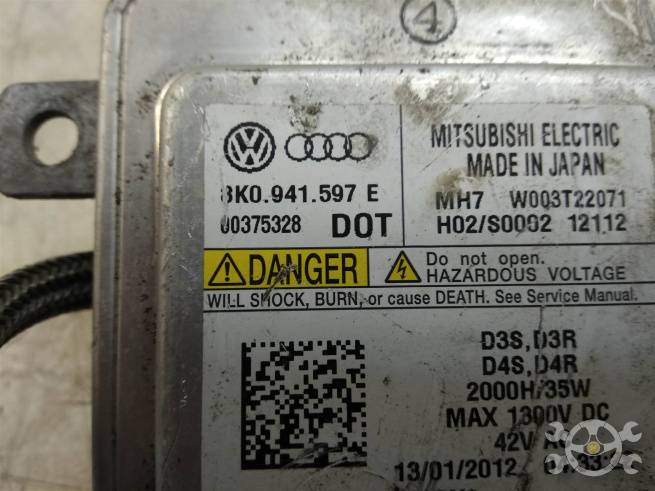 4
MITSUBISHI ELECTRIC
MADE IN JAPAN
8K0.941.597 E
MH7 W003T22071
00375328 DOT
H02/S0002 12112
DANGER
Do not open.
HAZARDOUS VOLTAGE
WILL SHOCK, BURN, or cause DEATH. See Service Manual.
D3S,D3R
D4S,D4R
2000H/35W
MAX 1300V DC
42V
13/01/2012